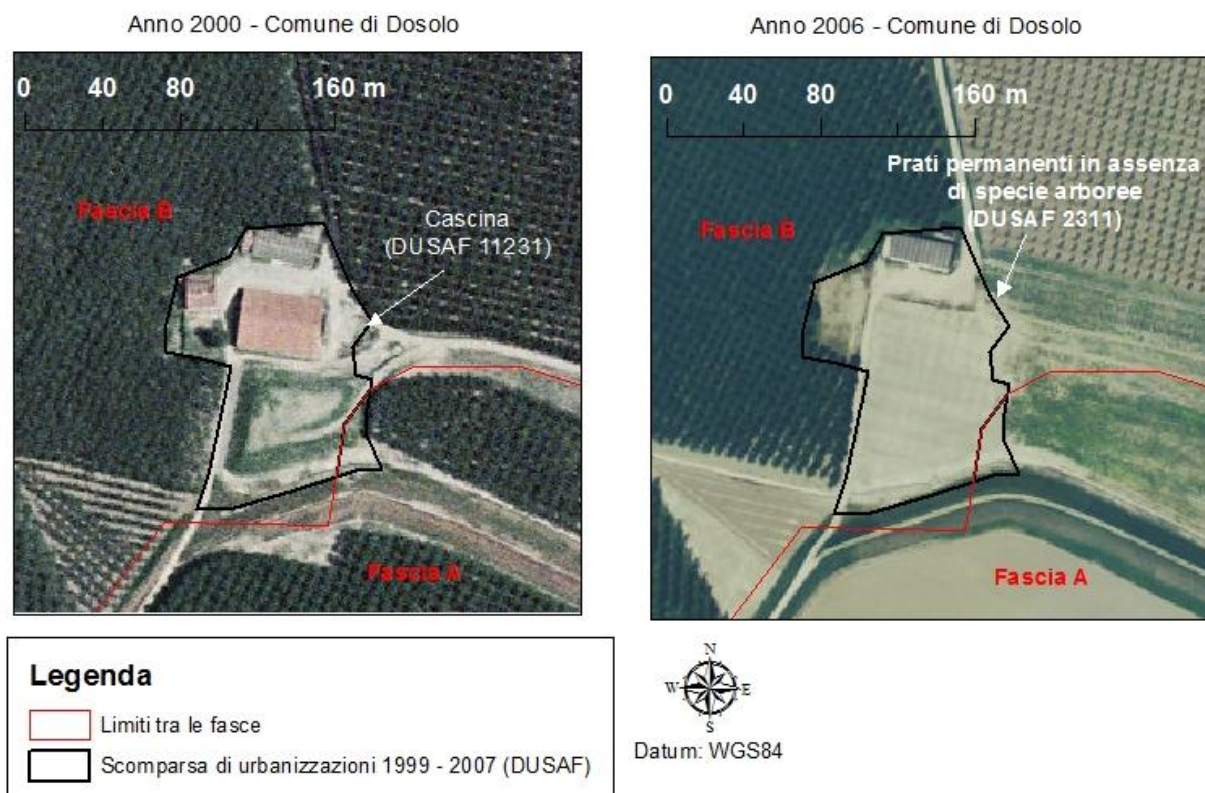 Anno 2000 - Comune di Dosolo
0 40 80 160 m
Fascia B
Cascina
(DUSAF 11231)
Fascia A
Anno 2006 - Comune di Dosolo
0 40 80 160 m
Prati permanenti in assenza
di specie arboree
(DUSAF 2311)
Fascia B
Fascia A
Legenda
Limiti tra le fasce
Scomparsa di urbanizzazioni 1999 - 2007 (DUSAF)
N
W E
S
Datum: WGS84